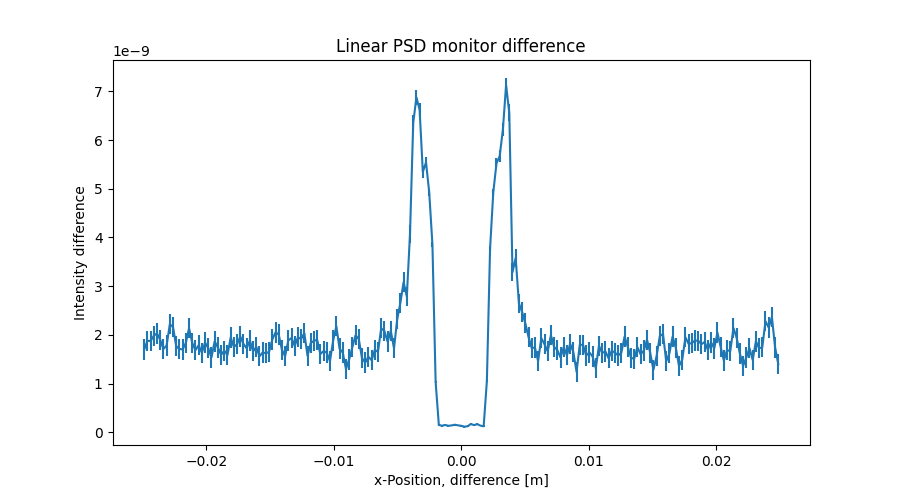 Linear PSD monitor difference
1e−9
7
6
5
4
3
2
1
0
Intensity difference
−0.02 −0.01 0.00 0.01 0.02
x-Position, difference [m]